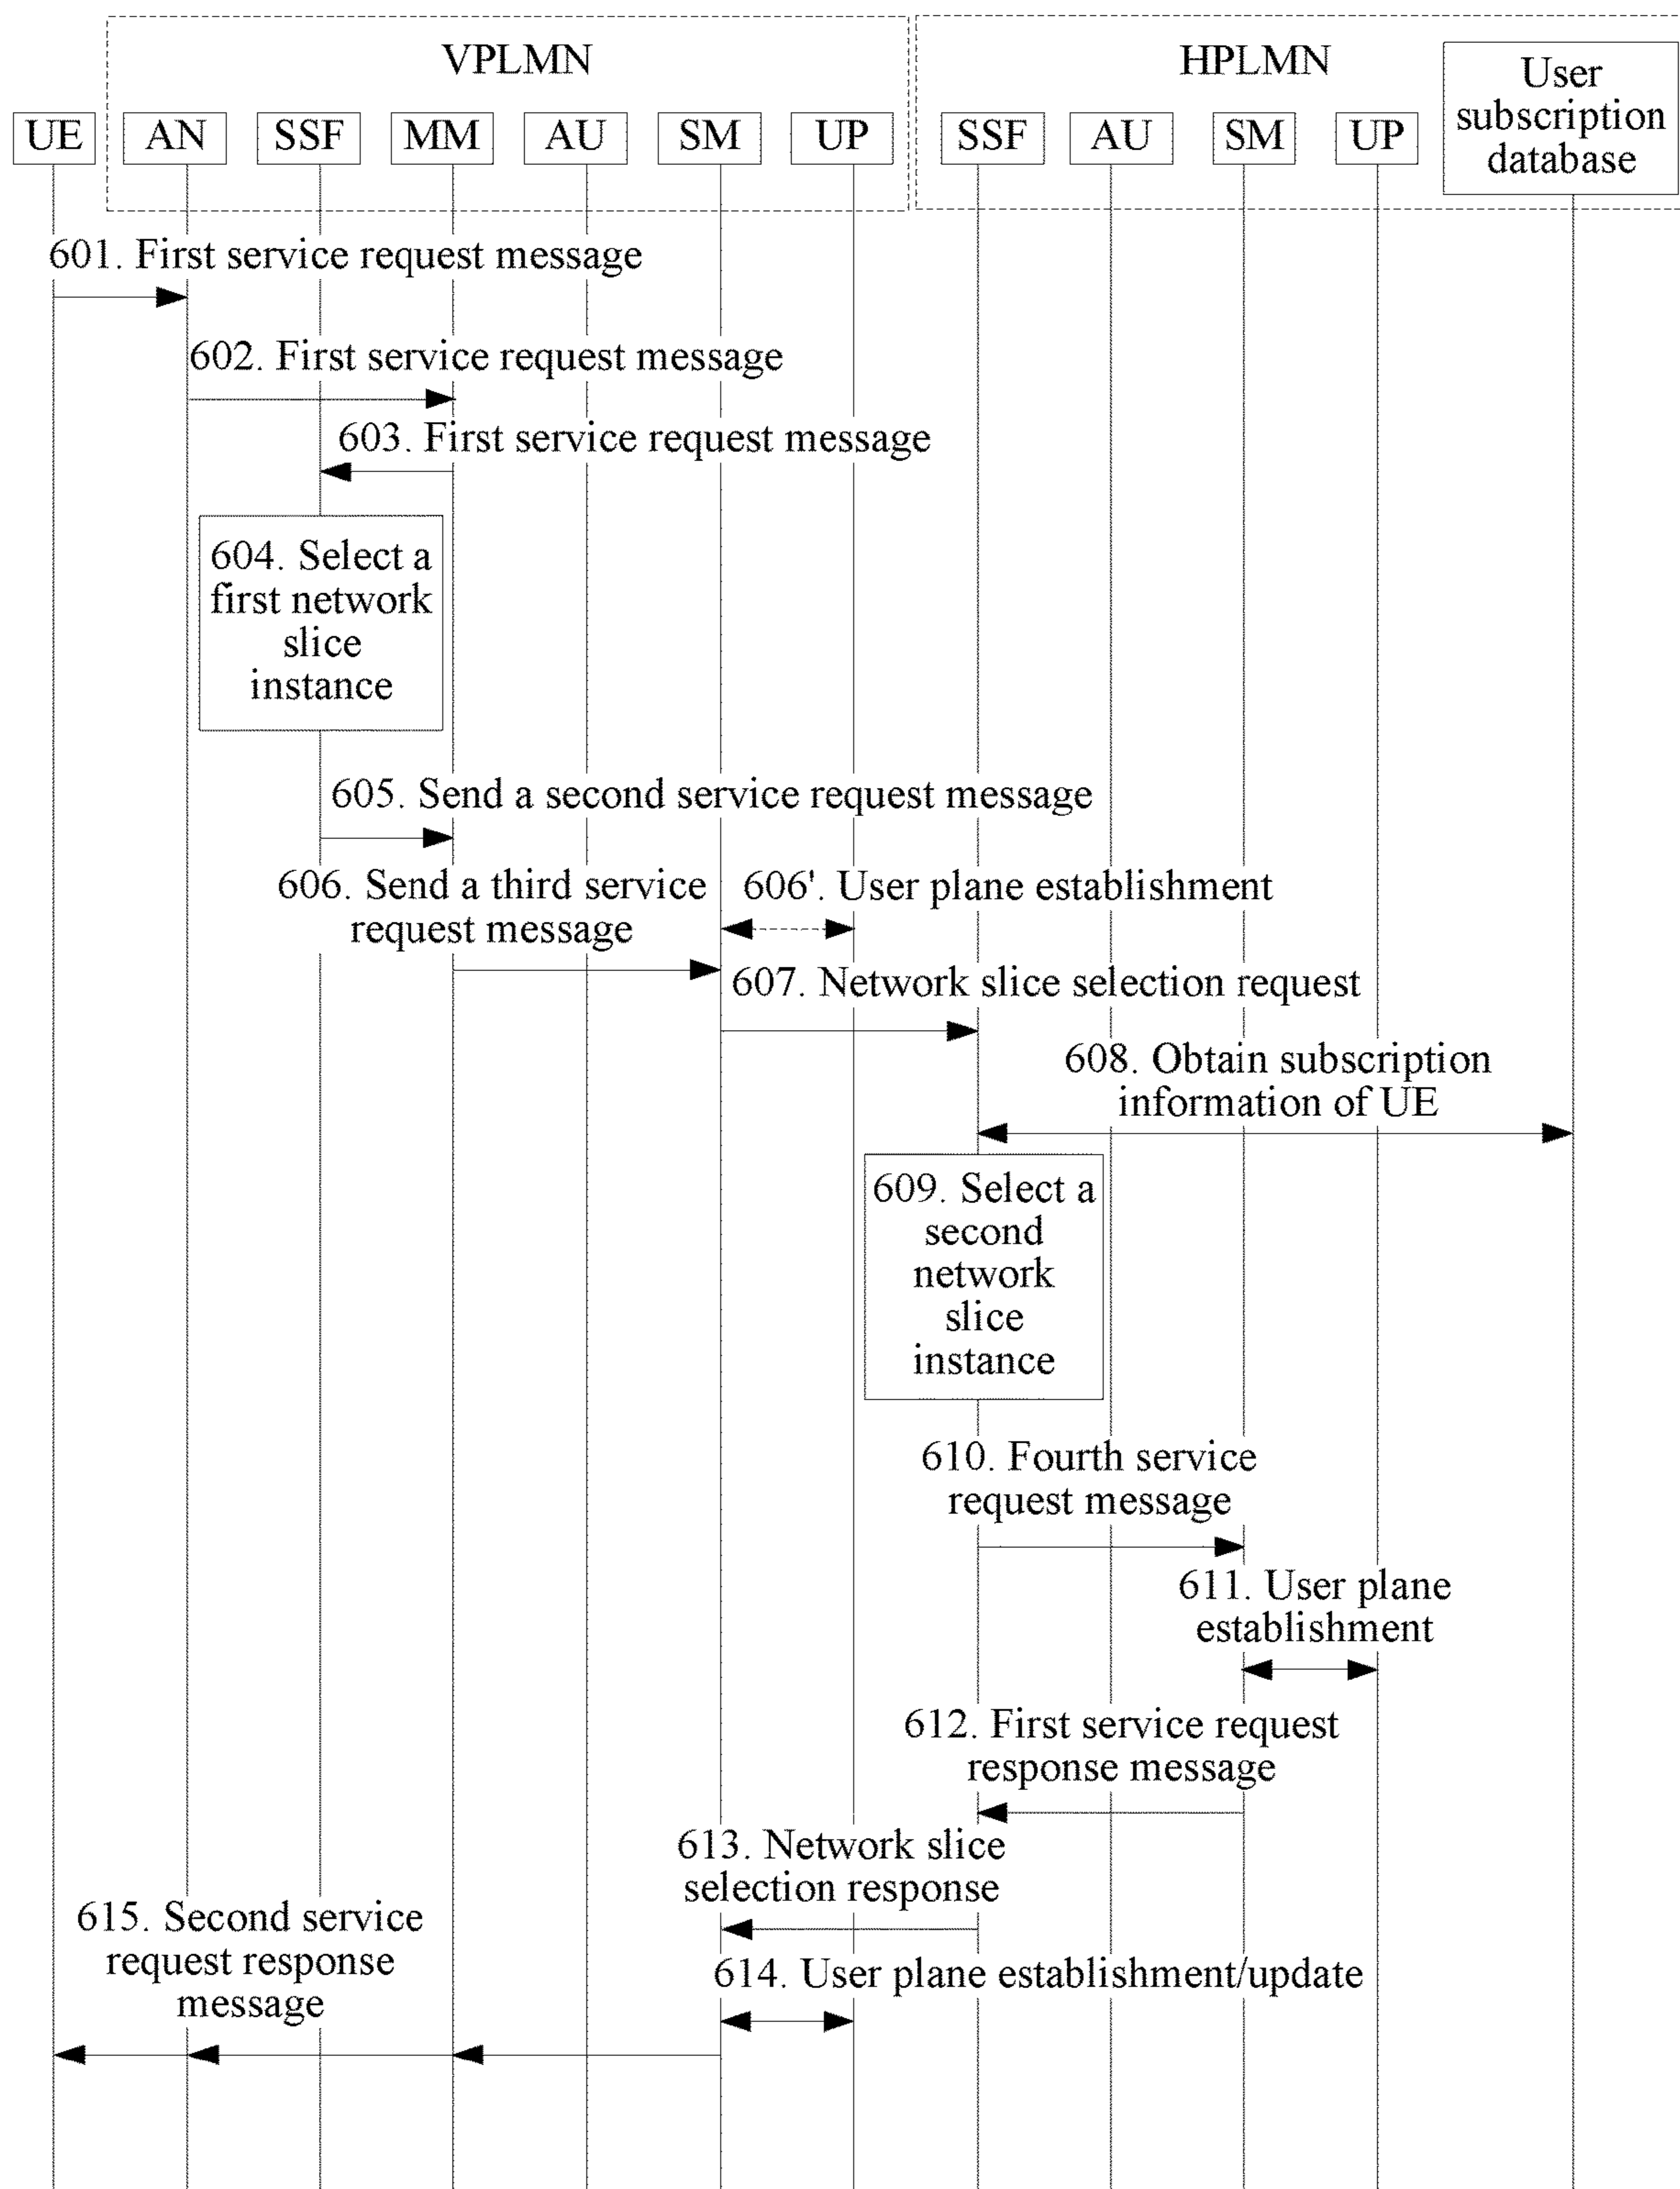 VPLMN
HPLMN
User
subscription
database
UE
AN
SSF
MM
AU
SM
UP
SSF
AU
SM
UP
601. First service request message
602. First service request message
603. First service request message
604. Select a
first network
slice
instance
605. Send a second service request message
606. Send a third service
request message
606'. User plane establishment
607. Network slice selection request
608. Obtain subscription
information of UE
609. Select a
second
network
slice
instance
610. Fourth service
request message
611. User plane
establishment
612. First service request
response message
613. Network slice
selection response
615. Second service
request response
message
614. User plane establishment/update